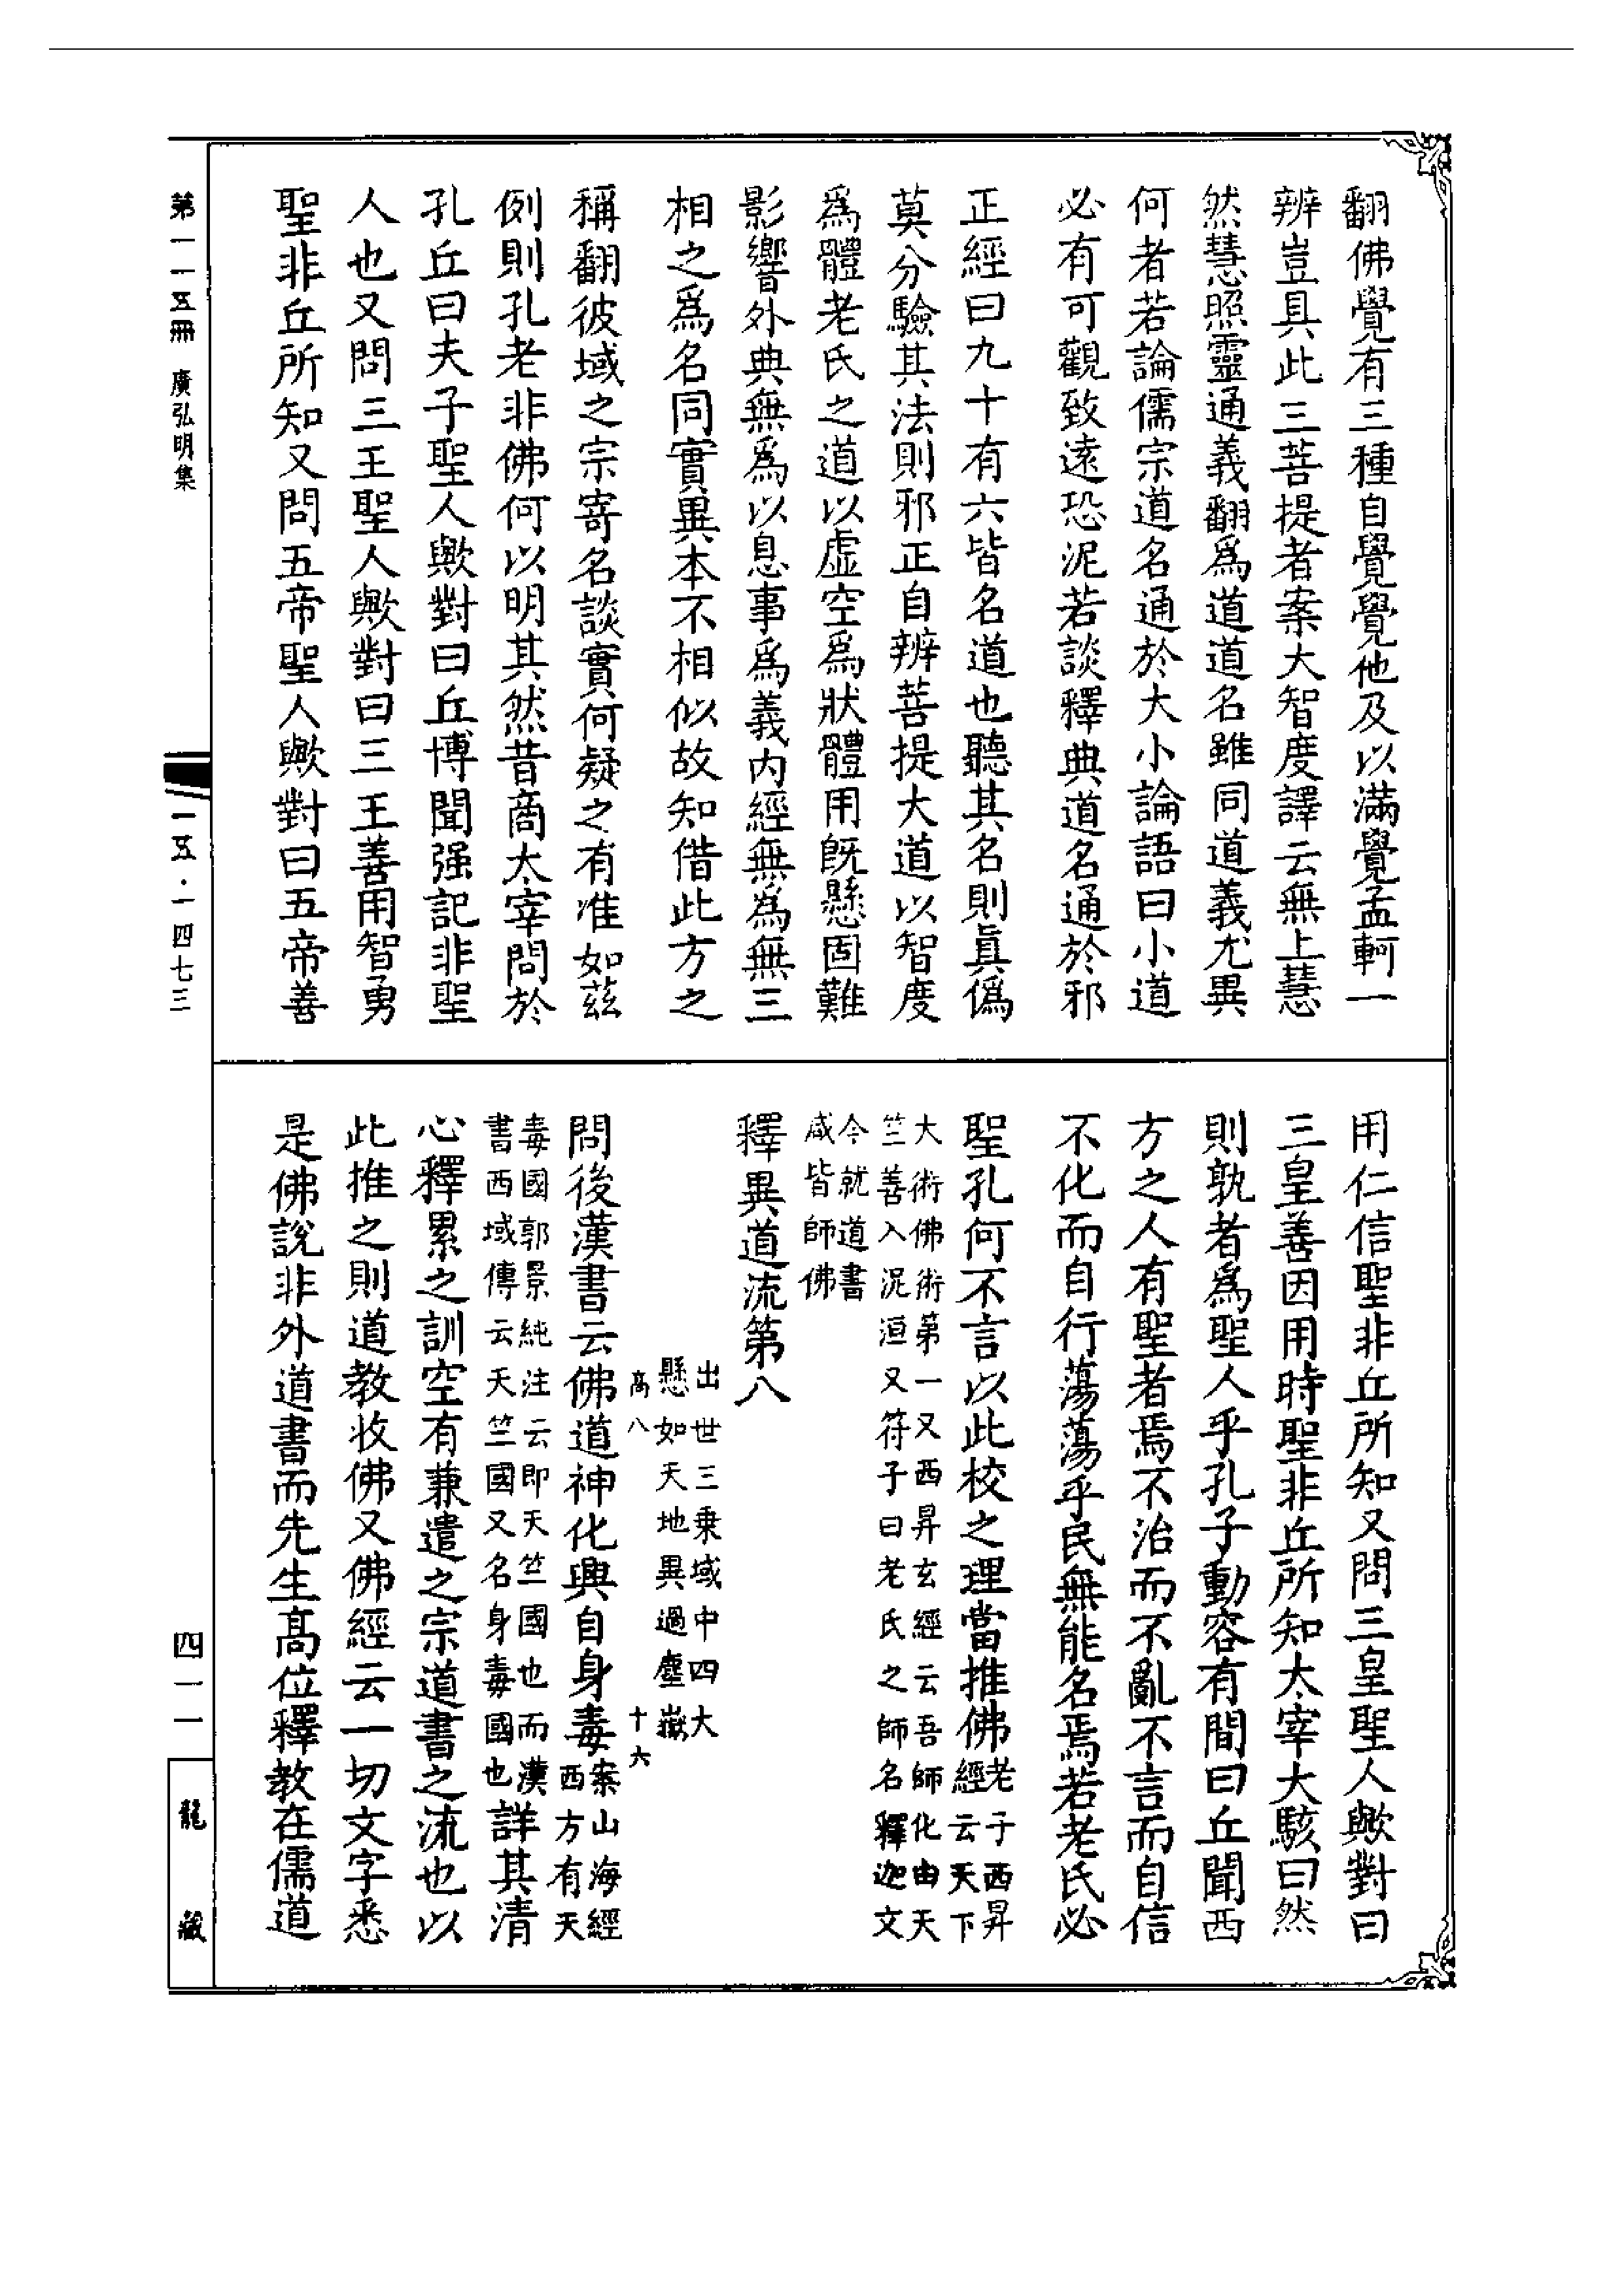 翻佛覺有三種自覺覺他及以滿覺孟軻一
辨豈具此三菩提者案大智度譯云無上慧
然慧照靈通義翻爲道道名雖同道義尤異
何者若論儒宗道名通於大小論語曰小道
必有可觀致遠恐泥若談釋典道名通於邪
正經曰九十有六皆名道也聽其名則眞僞
莫分驗其法則邪正自辨菩提大道以智度
爲體老氏之道以虛空爲狀體用旣懸固難
影響外典無爲以息事爲義內經無爲無三
相之爲名同實異本不相似故知借此方之
稱翻彼域之宗寄名談實何疑之有准如茲
例則孔老非佛何以明其然昔商太宰問於
孔丘曰夫子聖人歟對曰丘博聞强記非聖
人也又問三王聖人歟對曰三王善用智勇
聖非丘所知又問五帝聖人歟對曰五帝善
用仁信聖非丘所知又問三皇聖人歟對曰
三皇善因用時聖非丘所知太宰大駭曰然
則孰者爲聖人乎孔子動容有間曰丘聞西
方之人有聖者焉不治而不亂不言而自信
不化而自行蕩蕩乎民無能名焉若老氏必
聖孔何不言以此校之理當推佛老子西昇經云天下
大術佛術第一又西昇玄經云吾師化由天
竺善入泥洹又符子曰老氏之師名釋迦文
今就道書
咸皆師佛
釋異道流第八
出世三乘域中四大
懸如天地異過塵嶽
高八 十六
問後漢書云佛道神化興自身毒案山海經西方有天
毒國郭景純注云即天竺國也而漢
書西域傳云天竺國又名身毒國也詳其清
心釋累之訓空有兼遣之宗道書之流也以
此推之則道教收佛又佛經云一切文字悉
是佛說非外道書而先生高位釋教在儒道
第一一五冊 廣弘明集
一五·一四七三
四一一
龍藏